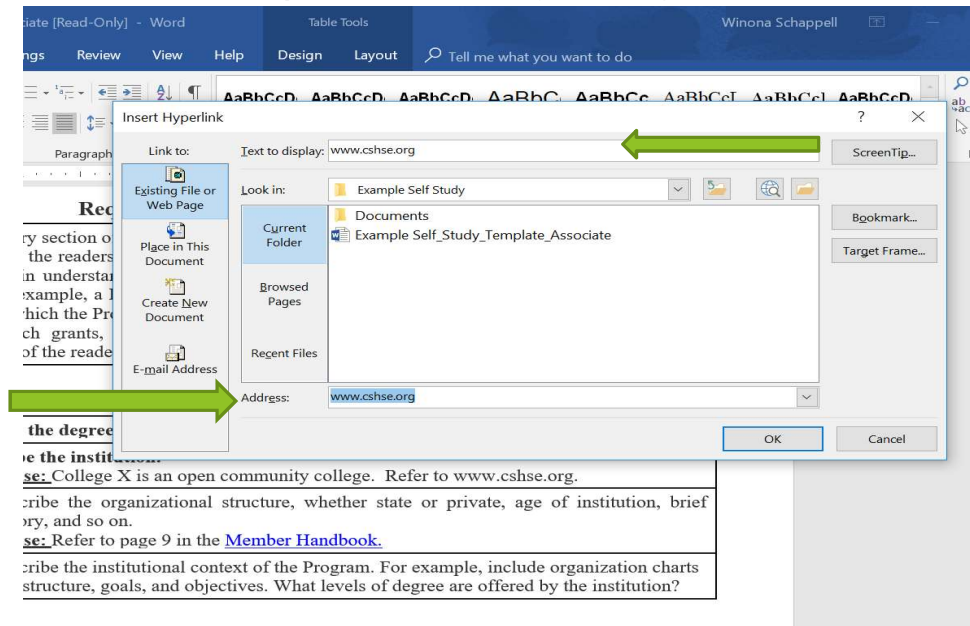 ciate [Read-Only] - Word Table Tools Winona Schappell
ngs Review View Help Design Layout Tell me what you want to do
AaBbCcDc AaBbCcDc AaBbCcDc AaBbC AaBbCc AaBbCcI AaBbCcI AaBbCcDc
Insert Hyperlink ? ×
Paragraph
Link to:
Text to display: www.cshse.org
ScreenTip...
Existing File or
Web Page
Look in: Example Self Study
Current
Folder
Documents
Example Self_Study_Template_Associate
Bookmark...
Place in This
Document
Target Frame...
Browsed
Pages
Create New
Document
Recent Files
E-mail Address
Address: www.cshse.org
OK Cancel
Rec
ry section o
the readers
in understan
example, a
which the Pro
ch grants,
of the reade
the degree
be the institution.
se: College X is an open community college. Refer to www.cshse.org.
cribe the organizational structure, whether state or private, age of institution, brief
ory, and so on.
se: Refer to page 9 in the Member Handbook.
cribe the institutional context of the Program. For example, include organization charts
structure, goals, and objectives. What levels of degree are offered by the institution?